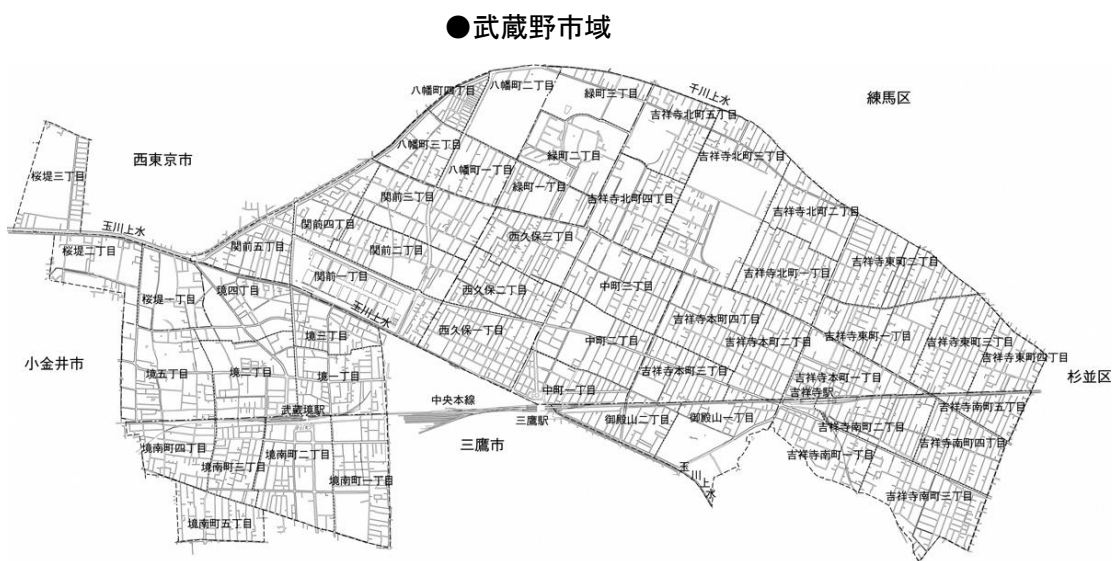 ●武蔵野市域
千川上水
練馬区
西東京市
八幡町四丁目
八幡町二丁目
緑町三丁目
吉祥寺北町五丁目
八幡町三丁目
緑町二丁目
吉祥寺北町三丁目
桜堤三丁目
八幡町一丁目
緑町一丁目
関前三丁目
吉祥寺北町四丁目
吉祥寺北町二丁目
玉川上水
関前四丁目
桜堤二丁目
関前五丁目
関前二丁目
西久保三丁目
吉祥寺東町二丁目
関前一丁目
吉祥寺北町一丁目
境四丁目
西久保二丁目
中町三丁目
桜堤一丁目
玉川上水
吉祥寺本町四丁目
西久保一丁目
境三丁目
中町二丁目
吉祥寺本町二丁目
吉祥寺東町一丁目
吉祥寺東町三丁目
吉祥寺東町四丁目
小金井市
境五丁目
境二丁目
境一丁目
吉祥寺本町三丁目
吉祥寺本町一丁目
杉並区
中町一丁目
吉祥寺駅
中央本線
武蔵境駅
三鷹駅
御殿山二丁目
御殿山一丁目
吉祥寺南町五丁目
吉祥寺南町二丁目
三鷹市
吉祥寺南町四丁目
境南町四丁目
境南町二丁目
吉祥寺南町一丁目
境南町三丁目
玉川上水
境南町一丁目
吉祥寺南町三丁目
境南町五丁目